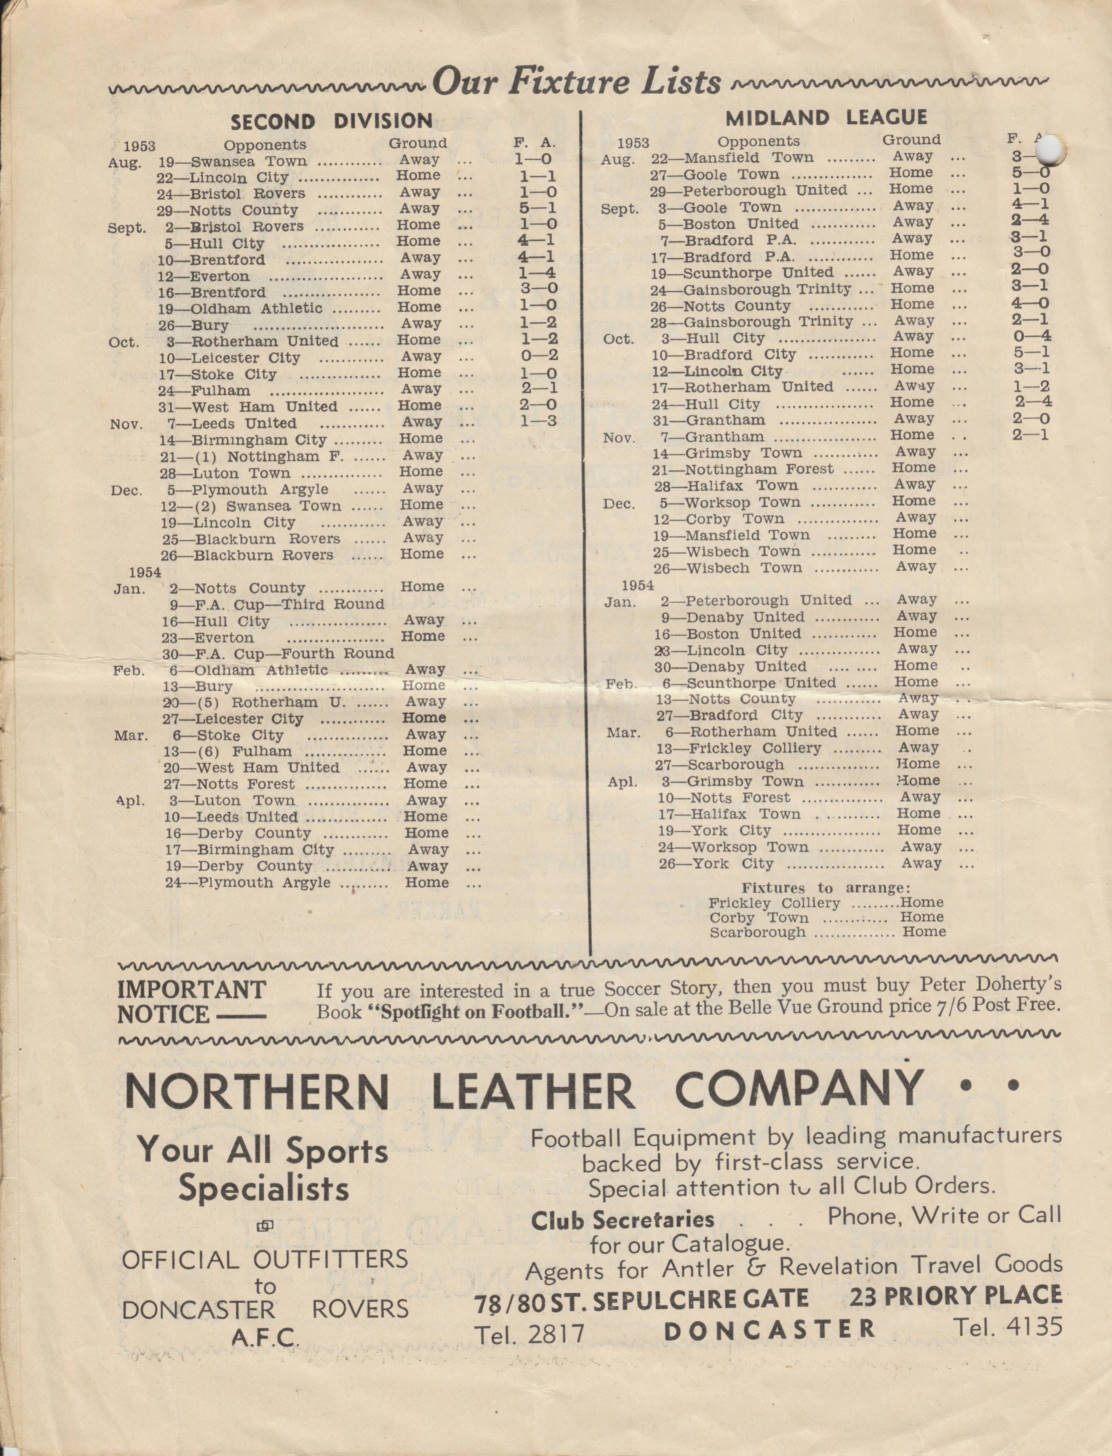 Our Fixture Lists
SECOND DIVISION
1953 Opponents Ground F. A.
Aug. 19—Swansea Town ............ Away ... 1—0
22—Lincoln City ............... Home ... 1—1
24—Bristol Rovers ............ Away ... 1—0
29—Notts County ............ Away ... 5—1
Sept. 2—Bristol Rovers ............ Home ... 1—0
5—Hull City .................. Home ... 4—1
10—Brentford .................. Away ... 4—1
12—Everton ..................... Away ... 1—4
16—Brentford .................. Home ... 3—0
19—Oldham Athletic ......... Home ... 1—0
26—Bury ........................ Away ... 1—2
Oct. 3—Rotherham United ...... Home ... 1—2
10—Leicester City ............ Away ... 0—2
17—Stoke City ............... Home ... 1—0
24—Fulham ..................... Away ... 2—1
31—West Ham United ...... Home ... 2—0
Nov. 7—Leeds United ............ Away ... 1—3
14—Birmingham City ......... Home ...
21—(1) Nottingham F. ...... Away ...
28—Luton Town ............... Home ...
Dec. 5—Plymouth Argyle ...... Away ...
12—(2) Swansea Town ...... Home ...
19—Lincoln City ............ Away ...
25—Blackburn Rovers ...... Away ...
26—Blackburn Rovers ...... Home ...
1954
Jan. 2—Notts County ............ Home ...
9—F.A. Cup—Third Round
16—Hull City .................. Away ...
23—Everton .................. Home ...
30—F.A. Cup—Fourth Round
Feb. 6—Oldham Athletic ......... Away ...
13—Bury ........................ Home ...
20—(5) Rotherham U. ...... Away ...
27—Leicester City ............ Home ...
Mar. 6—Stoke City ............... Away ...
13—(6) Fulham ............... Home ...
20—West Ham United ...... Away ...
27—Notts Forest ............... Home ...
Apl. 3—Luton Town ............... Away ...
10—Leeds United ............... Home ...
16—Derby County ............ Home ...
17—Birmingham City ......... Away ...
19—Derby County ............ Away ...
24—Plymouth Argyle ......... Home ...
MIDLAND LEAGUE
1953 Opponents Ground F.
Aug. 22—Mansfield Town ......... Away ... 3—
27—Goole Town ............... Home ... 5—0
29—Peterborough United ... Home ... 1—0
Sept. 3—Goole Town ............... Away ... 4—1
5—Boston United ............ Away ... 2—4
7—Bradford P.A. ............ Away ... 3—1
17—Bradford P.A. ............ Home ... 3—0
19—Scunthorpe United ...... Away ... 2—0
24—Gainsborough Trinity ... Home ... 3—1
26—Notts County ............ Home ... 4—0
28—Gainsborough Trinity ... Away ... 2—1
Oct. 3—Hull City .................. Away ... 0—4
10—Bradford City ............ Home ... 5—1
12—Lincoln City ...... Home ... 3—1
17—Rotherham United ...... Away ... 1—2
24—Hull City .................. Home ... 2—4
31—Grantham .................. Away ... 2—0
Nov. 7—Grantham ................... Home . . 2—1
14—Grimsby Town ............ Away ...
21—Nottingham Forest ...... Home ...
28—Halifax Town ............ Away ...
Dec. 5—Worksop Town ............ Home ...
12—Corby Town ............... Away ...
19—Mansfield Town ......... Home ...
25—Wisbech Town ............ Home ..
26—Wisbech Town ............ Away ...
1954
Jan. 2—Peterborough United ... Away ...
9—Denaby United ............ Away ...
16—Boston United ............ Home ...
23—Lincoln City ............... Away ...
30—Denaby United .... .... Home ..
Feb. 6—Scunthorpe United ...... Home ...
13—Notts County ............ Away . .
27—Bradford City ............ Away ...
Mar. 6—Rotherham United ...... Home ...
13—Frickley Colliery ......... Away ..
27—Scarborough ............... Home ...
Apl. 3—Grimsby Town ............ Home ...
10—Notts Forest ............... Away ...
17—Halifax Town ............ Home ...
19—York City .................. Home ...
24—Worksop Town ............ Away ...
26—York City .................. Away ...
Fixtures to arrange:
Frickley Colliery .........Home
Corby Town ............ Home
Scarborough ............... Home
IMPORTANT
NOTICE —
If you are interested in a true Soccer Story, then you must buy Peter Doherty's
Book "Spotlight on Football."—On sale at the Belle Vue Ground price 7/6 Post Free.
NORTHERN LEATHER COMPANY • •
Your All Sports
Specialists
OFFICIAL OUTFITTERS
to
DONCASTER ROVERS
A.F.C.
Football Equipment by leading manufacturers
backed by first-class service.
Special attention to all Club Orders.
Club Secretaries . . . Phone, Write or Call
for our Catalogue.
Agents for Antler & Revelation Travel Goods
78/80 ST. SEPULCHRE GATE 23 PRIORY PLACE
Tel. 2817 DONCASTER Tel. 4135